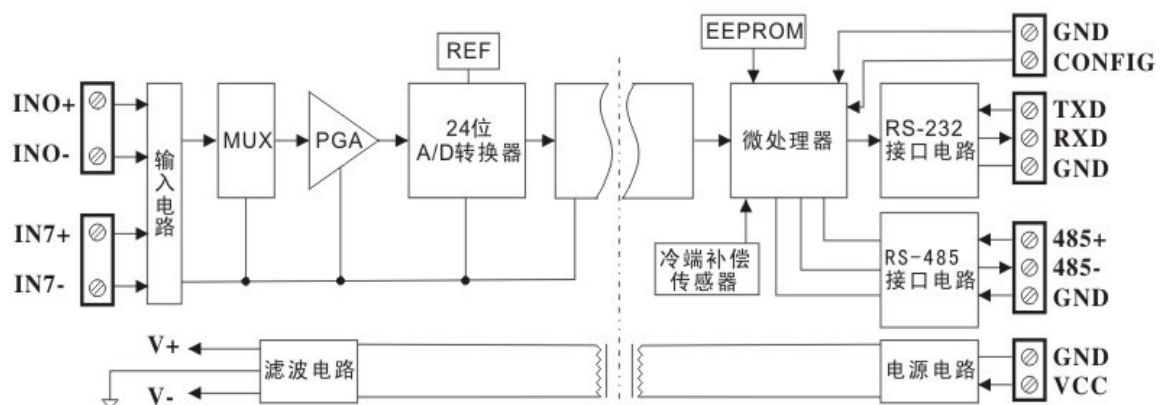 INO+
INO-
IN7+
IN7-
输入电路
MUX
PGA
REF
24位
A/D转换器
EEPROM
微处理器
冷端补偿
传感器
RS-232
接口电路
RS-485
接口电路
GND
CONFIG
TXD
RXD
GND
485+
485-
GND
V+
V-
滤波电路
电源电路
GND
VCC